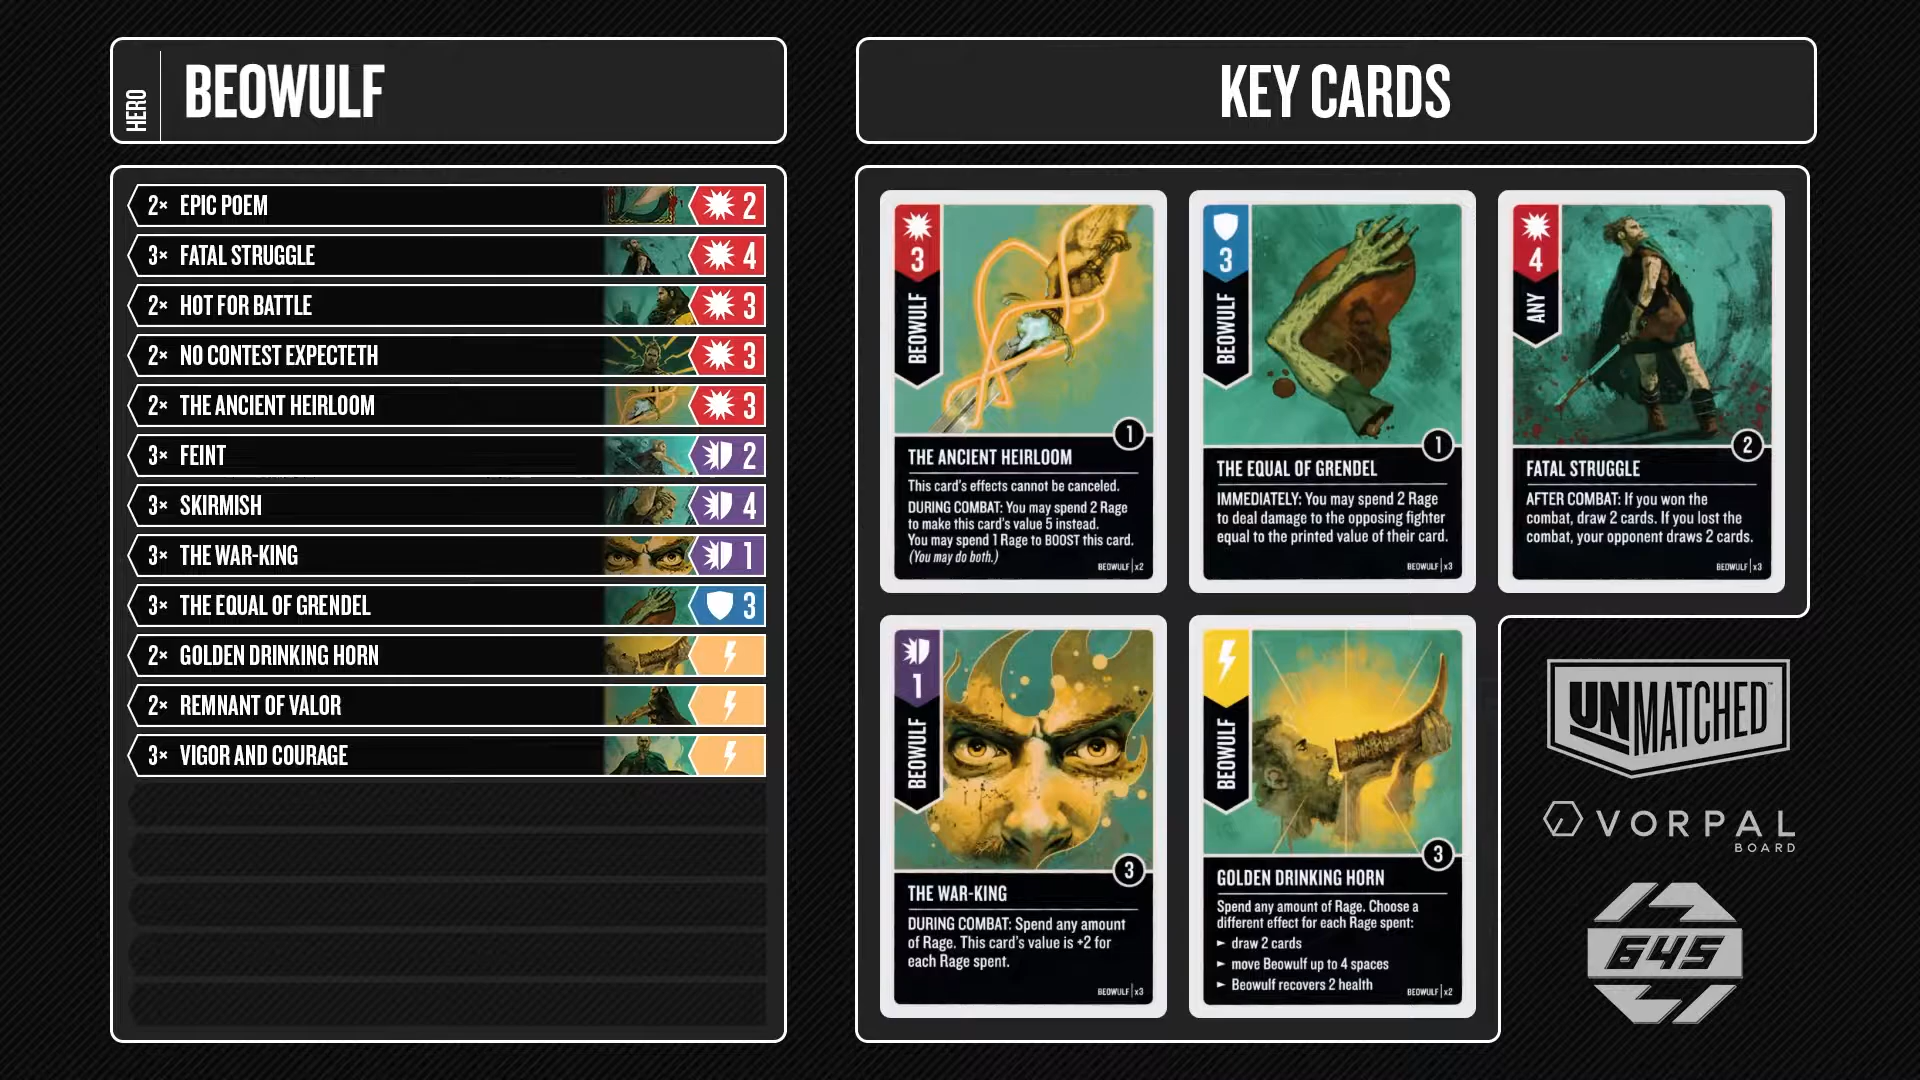 HERO
BEOWULF
2× EPIC POEM 2
3× FATAL STRUGGLE 4
2× HOT FOR BATTLE 3
2× NO CONTEST EXPECTETH 3
2× THE ANCIENT HEIRLOOM 3
3× FEINT 2
3× SKIRMISH 4
3× THE WAR-KING 1
3× THE EQUAL OF GRENDEL 3
2× GOLDEN DRINKING HORN
2× REMNANT OF VALOR
3× VIGOR AND COURAGE
KEY CARDS
3
BEOWULF
1
THE ANCIENT HEIRLOOM
This card's effects cannot be canceled.
DURING COMBAT: You may spend 2 Rage
to make this card's value 5 instead.
You may spend 1 Rage to BOOST this card.
(You may do both.)
BEOWULF | x2
3
BEOWULF
1
THE EQUAL OF GRENDEL
IMMEDIATELY: You may spend 2 Rage
to deal damage to the opposing fighter
equal to the printed value of their card.
BEOWULF | x3
4
ANY
2
FATAL STRUGGLE
AFTER COMBAT: If you won the
combat, draw 2 cards. If you lost the
combat, your opponent draws 2 cards.
BEOWULF | x3
1
BEOWULF
3
THE WAR-KING
DURING COMBAT: Spend any amount
of Rage. This card's value is +2 for
each Rage spent.
BEOWULF | x3
BEOWULF
3
GOLDEN DRINKING HORN
Spend any amount of Rage. Choose a
different effect for each Rage spent:
► draw 2 cards
► move Beowulf up to 4 spaces
► Beowulf recovers 2 health
BEOWULF | x2
UNMATCHED™
VORPAL
BOARD
645